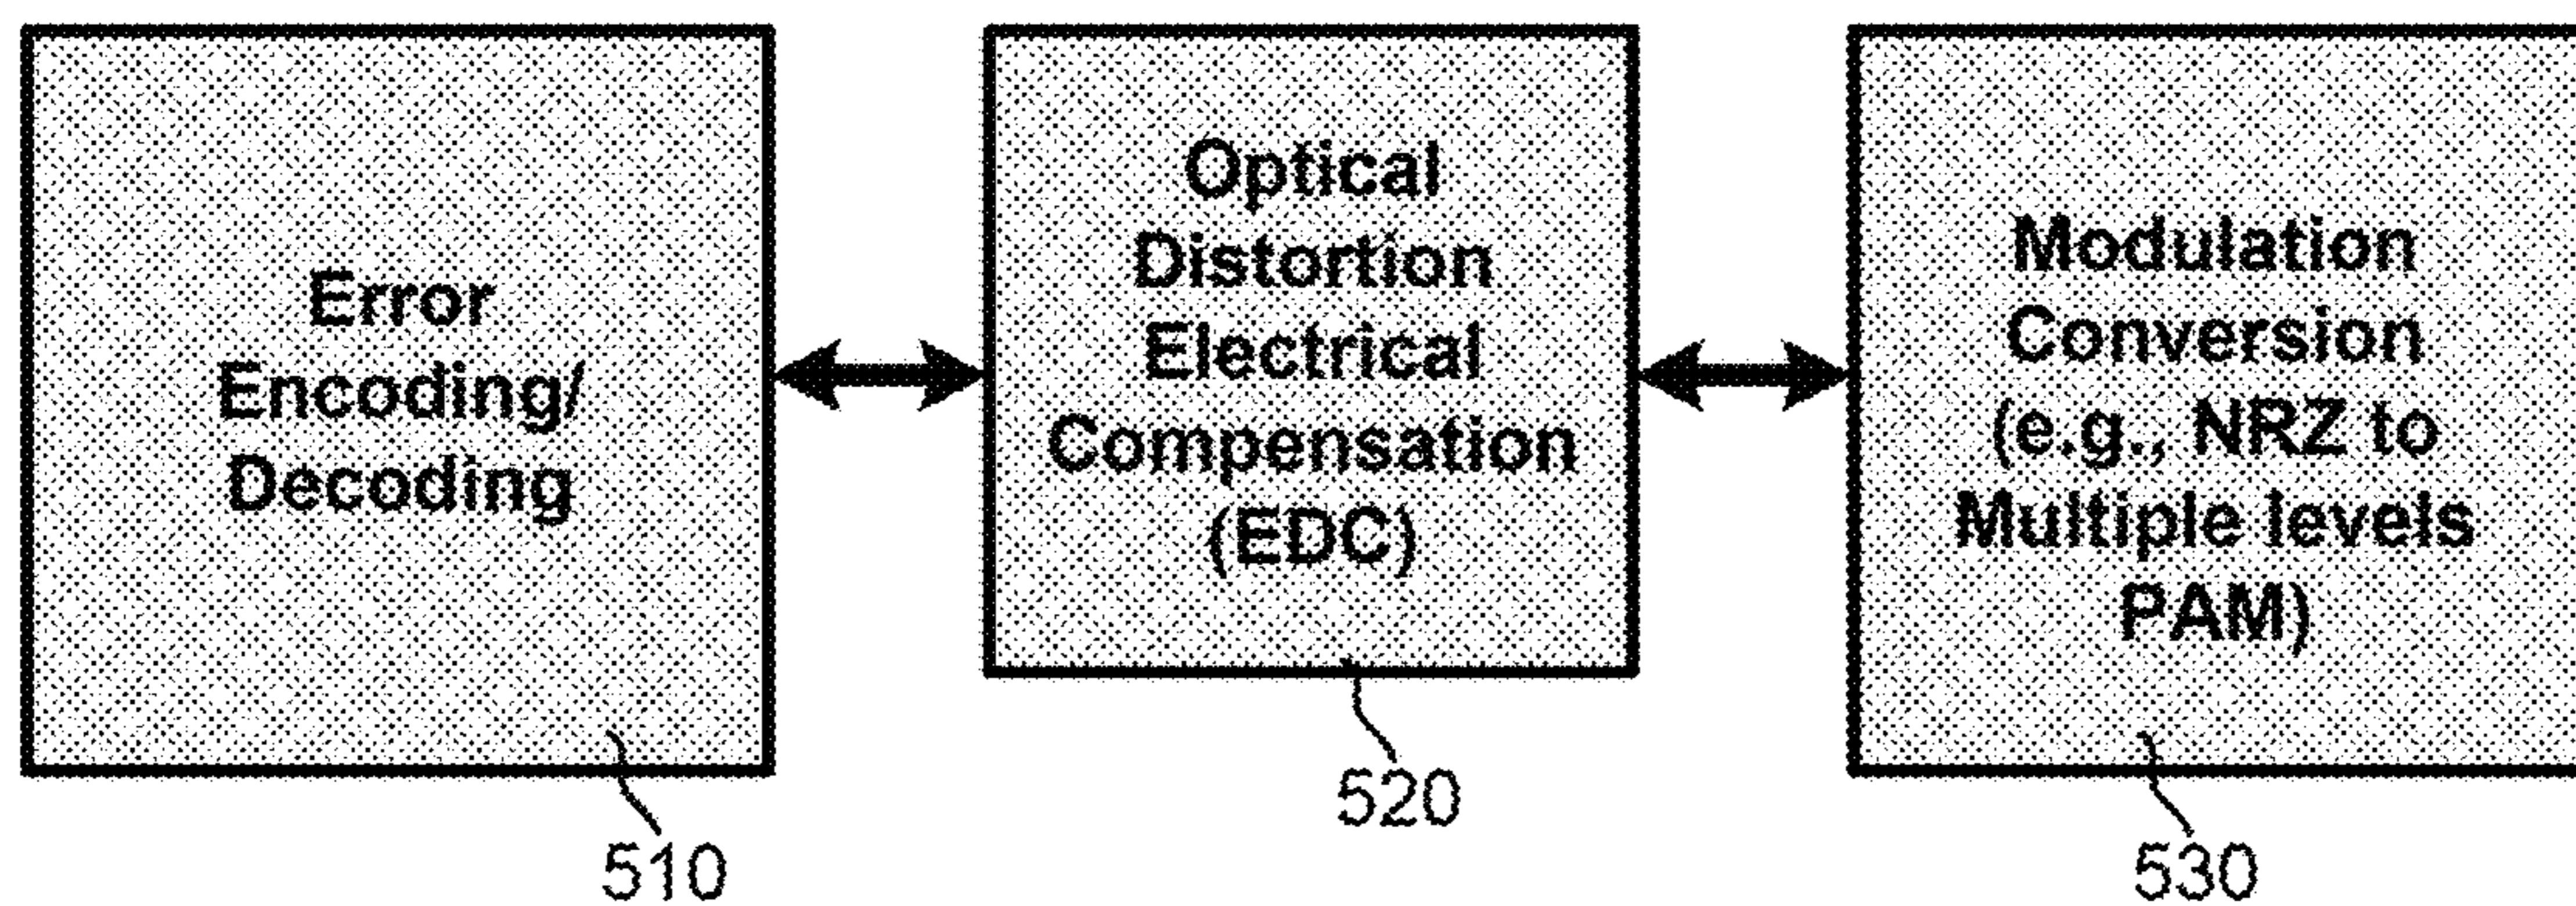 Error
Encoding/
Decoding
510
Optical
Distortion
Electrical
Compensation
(EDC)
520
Modulation
Conversion
(e.g., NRZ to
Multiple levels
PAM)
530